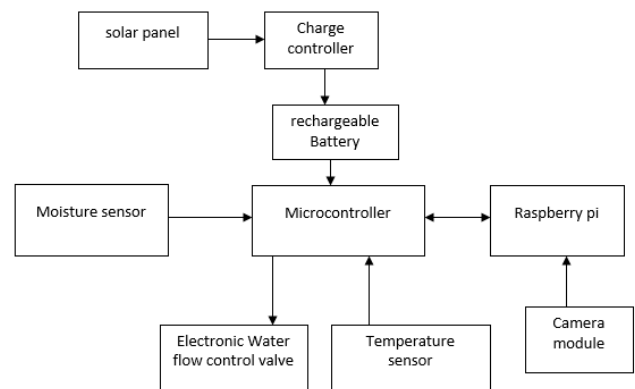 solar panel
Charge
controller
rechargeable
Battery
Moisture sensor
Microcontroller
Raspberry pi
Electronic Water
flow control valve
Temperature
sensor
Camera
module